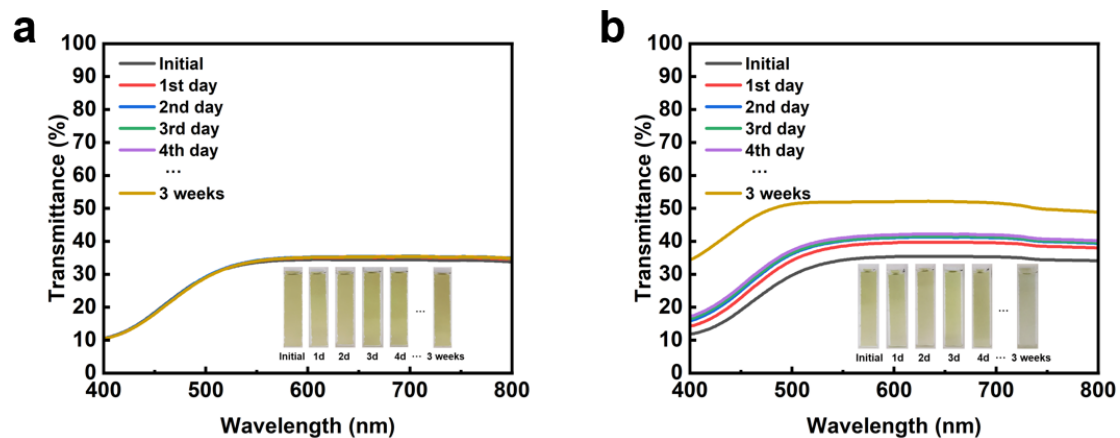 a
100
90
80
70
60
50
40
30
20
10
0
Transmittance (%)
Initial
1st day
2nd day
3rd day
4th day
...
3 weeks
Initial 1d 2d 3d 4d ... 3 weeks
...
400 500 600 700 800
Wavelength (nm)
b
100
90
80
70
60
50
40
30
20
10
0
Transmittance (%)
Initial
1st day
2nd day
3rd day
4th day
...
3 weeks
Initial 1d 2d 3d 4d ... 3 weeks
...
400 500 600 700 800
Wavelength (nm)